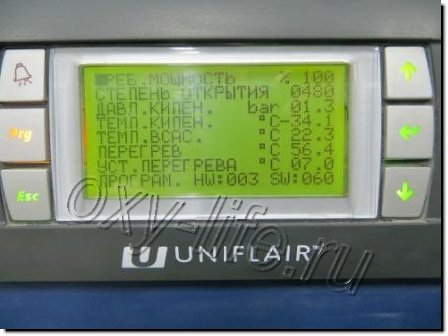 ТРЕБ.МОЩНОСТЬ % 100
СТЕПЕНЬ ОТКРЫТИЯ 0480
ДАВЛ.КИПЕН. bar 01.3
ТЕМП.КИПЕН. °C-34.1
ТЕМП.ВСАС. °C 22.3
ПЕРЕГРЕВ °C 56.4
УСТ.ПЕРЕГРЕВА °C 07.0
ПРОГРАМ. HW:003 SW:060
Prg
Esc
UNIFLAIR™
Oxy-life.ru